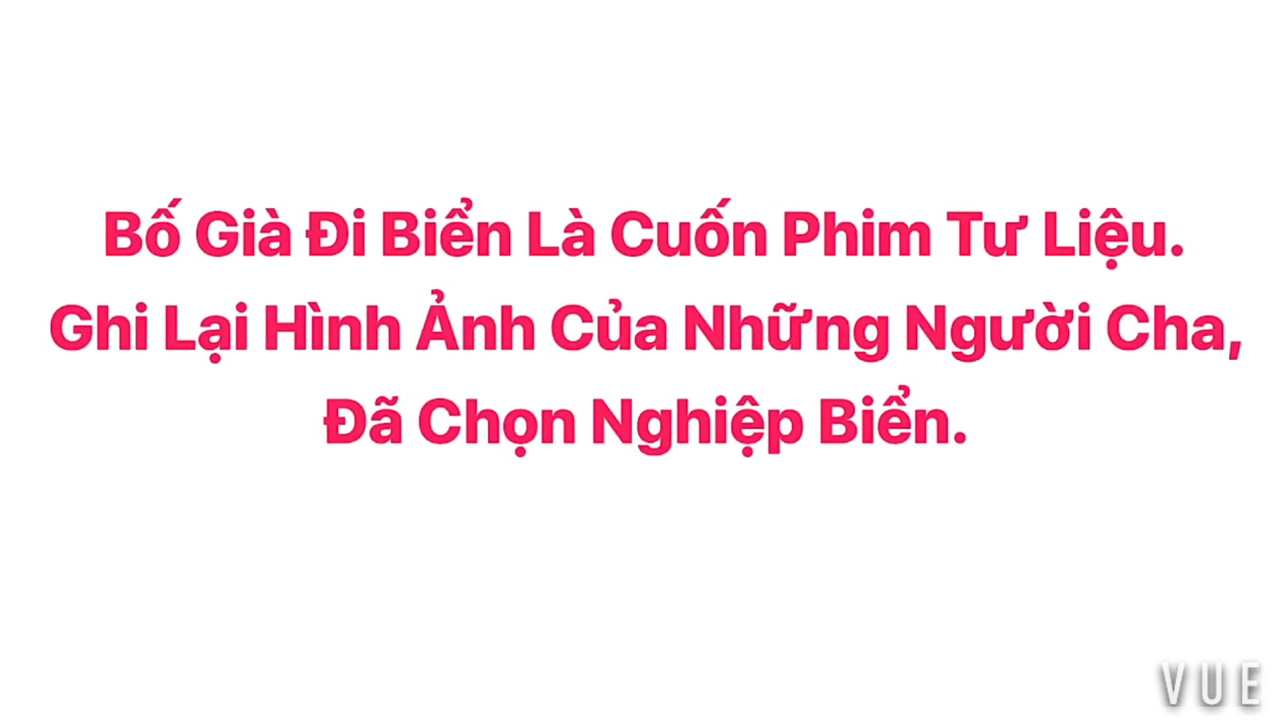 Bố Già Đi Biển Là Cuốn Phim Tư Liệu.
Ghi Lại Hình Ảnh Của Những Người Cha,
Đã Chọn Nghiệp Biển.
VUE